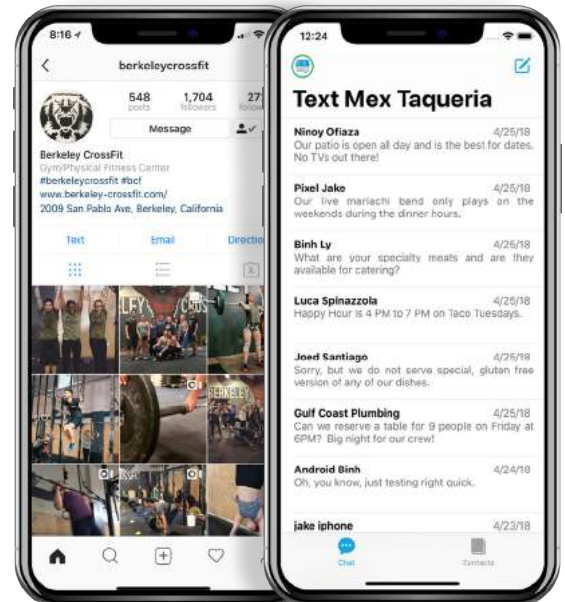 8:16
berkeleycrossfit
548
1,704
posts
followers
Message
Berkeley CrossFit
Gym/Physical Fitness Center
#berkeleycrossfit #bcf
www.berkeley-crossfit.com/
2009 San Pablo Ave, Berkeley, California
Text
Email
Direction
12:24
Text Mex Taqueria
Ninoy Ofiaza 4/25/18
Our patio is open all day and is the best for dates.
No TVs out there!
Pixel Jake 4/25/18
Our live mariachi band only plays on the
weekends during the dinner hours.
Binh Ly 4/25/18
What are your specialty meats and are they
available for catering?
Luca Spinazzola 4/25/18
Happy Hour is 4 PM to 7 PM on Taco Tuesdays.
Joed Santiago 4/25/18
Sorry, but we do not serve special, gluten free
version of any of our dishes.
Gulf Coast Plumbing 4/25/18
Can we reserve a table for 9 people on Friday at
6PM? Big night for our crew!
Android Binh 4/24/18
Oh, you know, just testing right quick.
jake iphone 4/23/18
Chat
Contacts